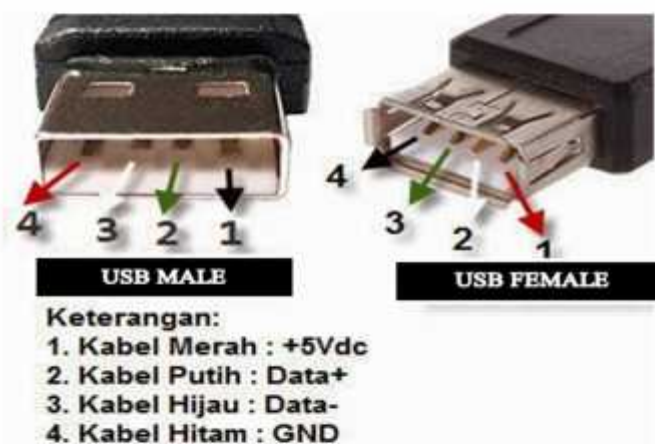 4 3 2 1
4 3 2 1
USB MALE
USB FEMALE
Keterangan:
1. Kabel Merah : +5Vdc
2. Kabel Putih : Data+
3. Kabel Hijau : Data-
4. Kabel Hitam : GND